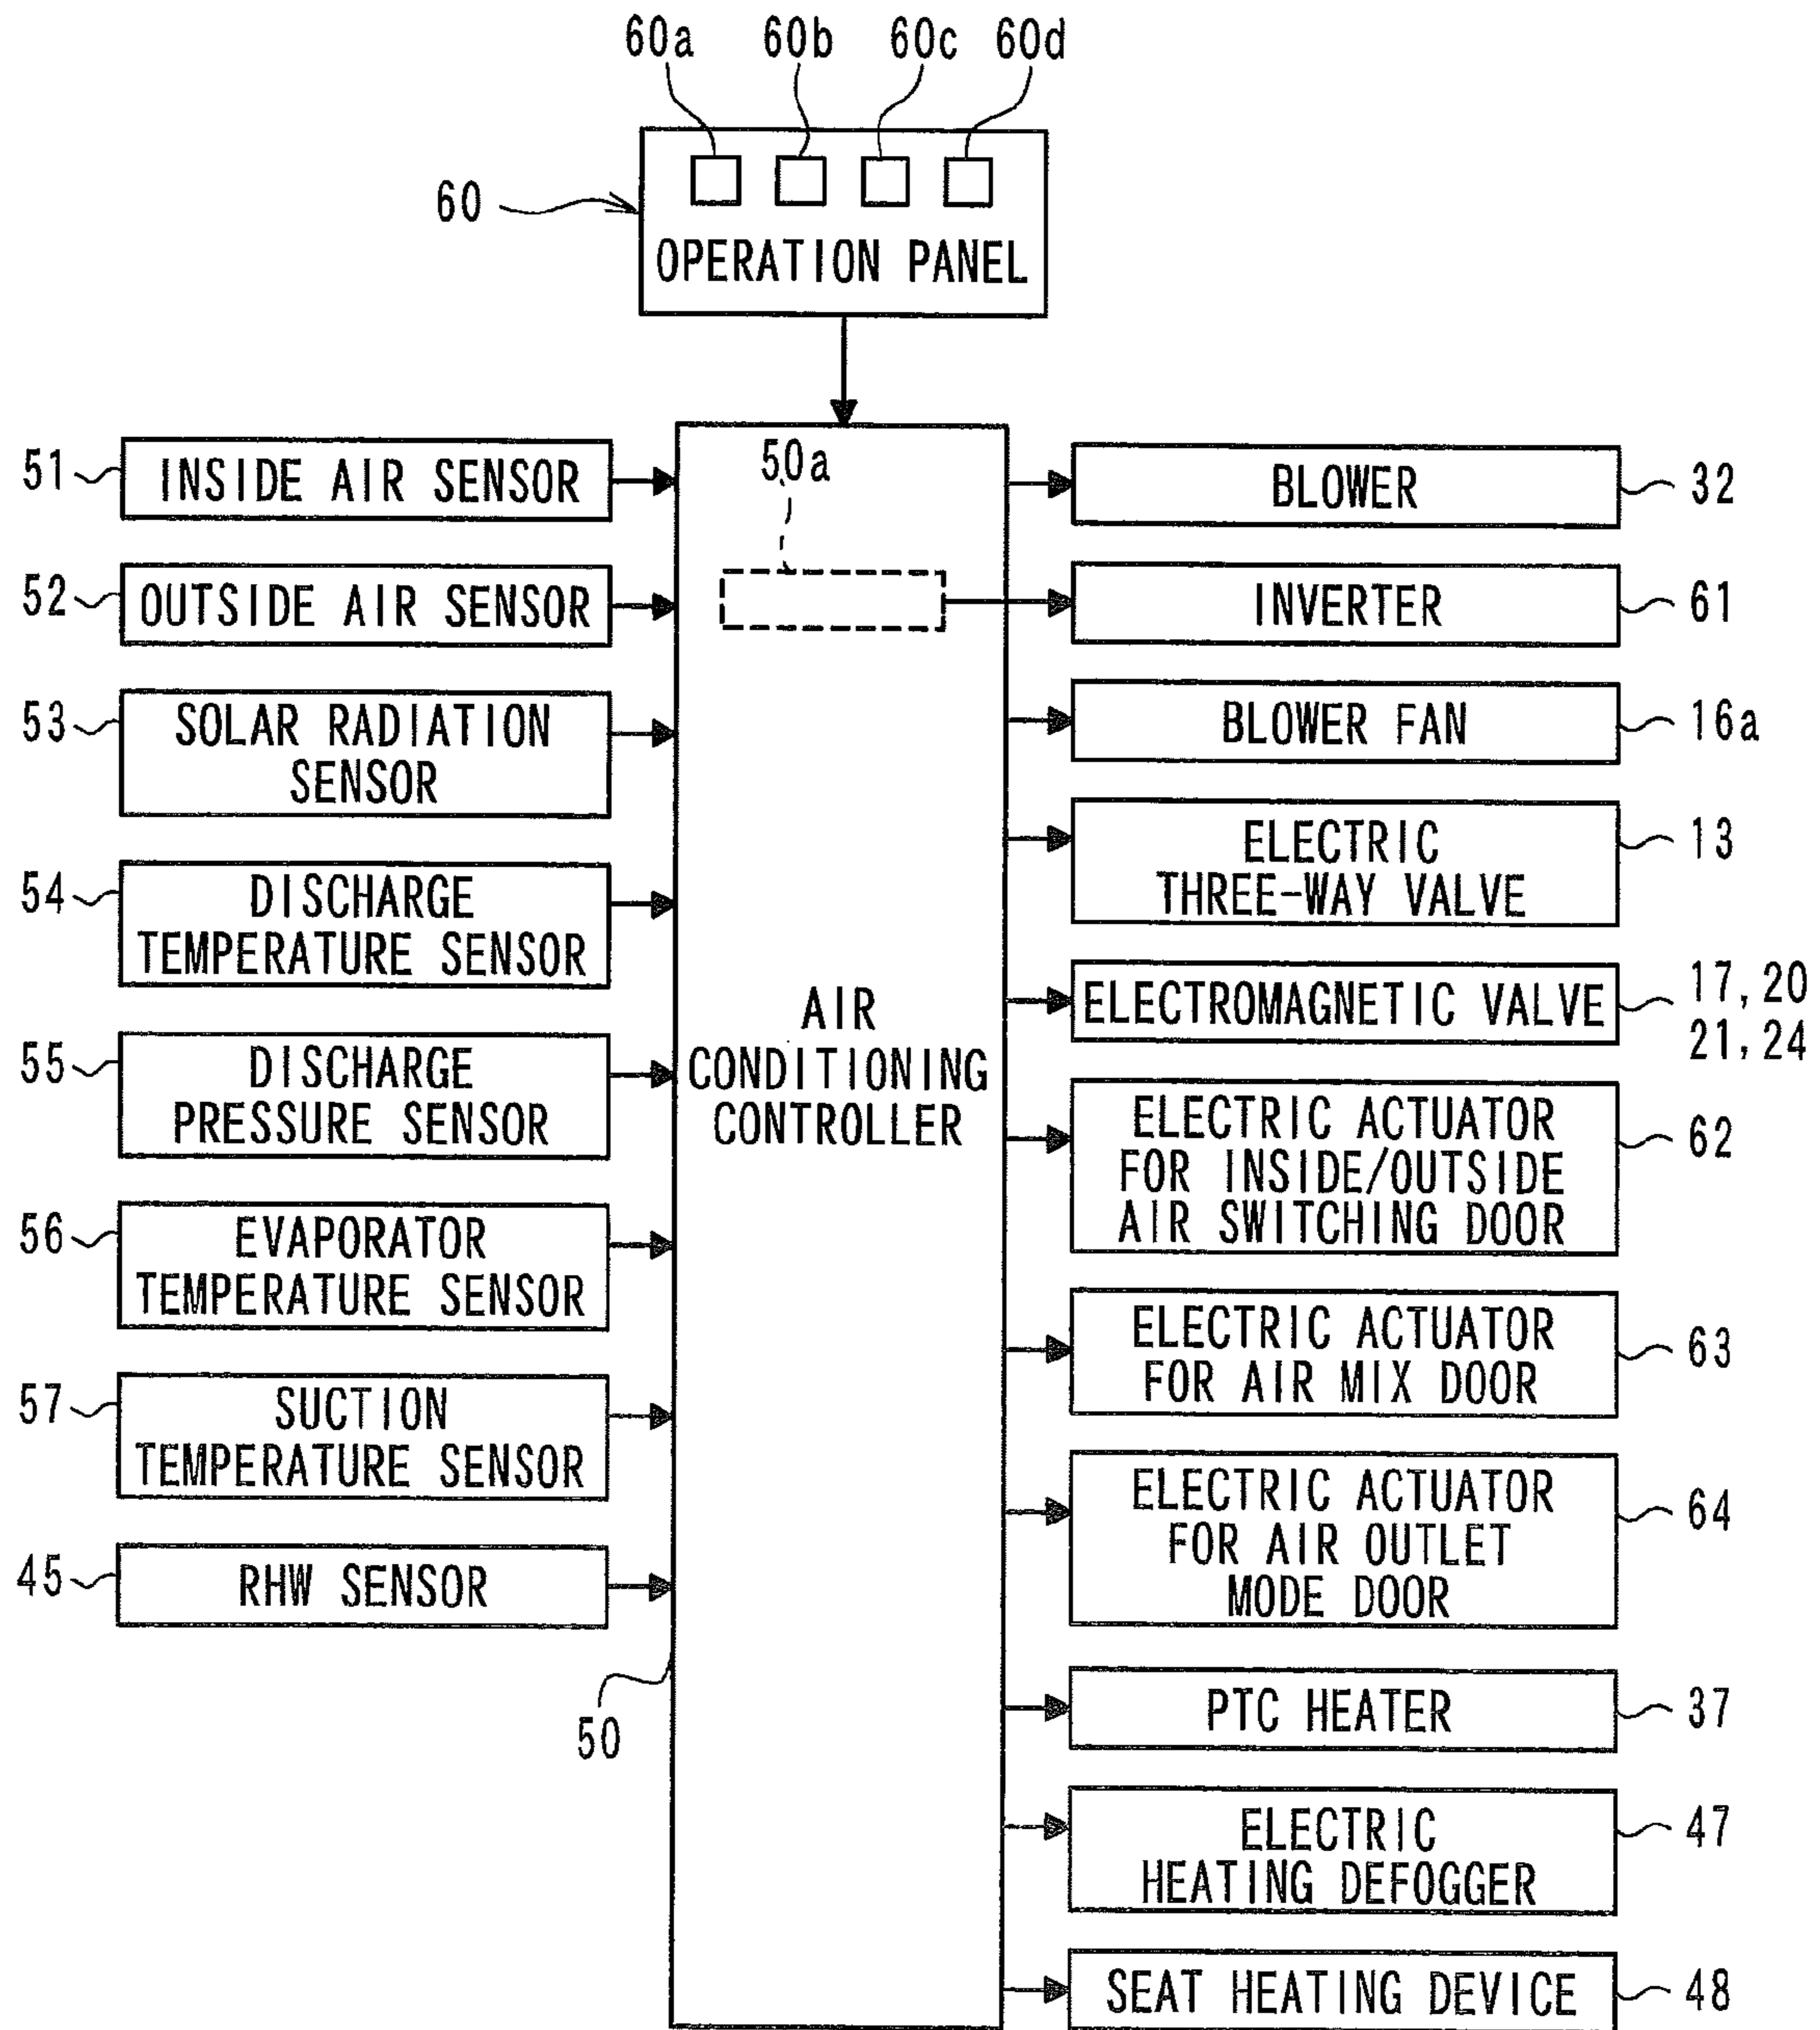 60a 60b 60c 60d
60
OPERATION PANEL
51 INSIDE AIR SENSOR
52 OUTSIDE AIR SENSOR
53 SOLAR RADIATION
SENSOR
54 DISCHARGE
TEMPERATURE SENSOR
55 DISCHARGE
PRESSURE SENSOR
56 EVAPORATOR
TEMPERATURE SENSOR
57 SUCTION
TEMPERATURE SENSOR
45 RHW SENSOR
50a
AIR
CONDITIONING
CONTROLLER
50
BLOWER 32
INVERTER 61
BLOWER FAN 16a
ELECTRIC 13
THREE-WAY VALVE
ELECTROMAGNETIC VALVE 17, 20
21, 24
ELECTRIC ACTUATOR 62
FOR INSIDE/OUTSIDE
AIR SWITCHING DOOR
ELECTRIC ACTUATOR 63
FOR AIR MIX DOOR
ELECTRIC ACTUATOR 64
FOR AIR OUTLET
MODE DOOR
PTC HEATER 37
ELECTRIC 47
HEATING DEFOGGER
SEAT HEATING DEVICE 48